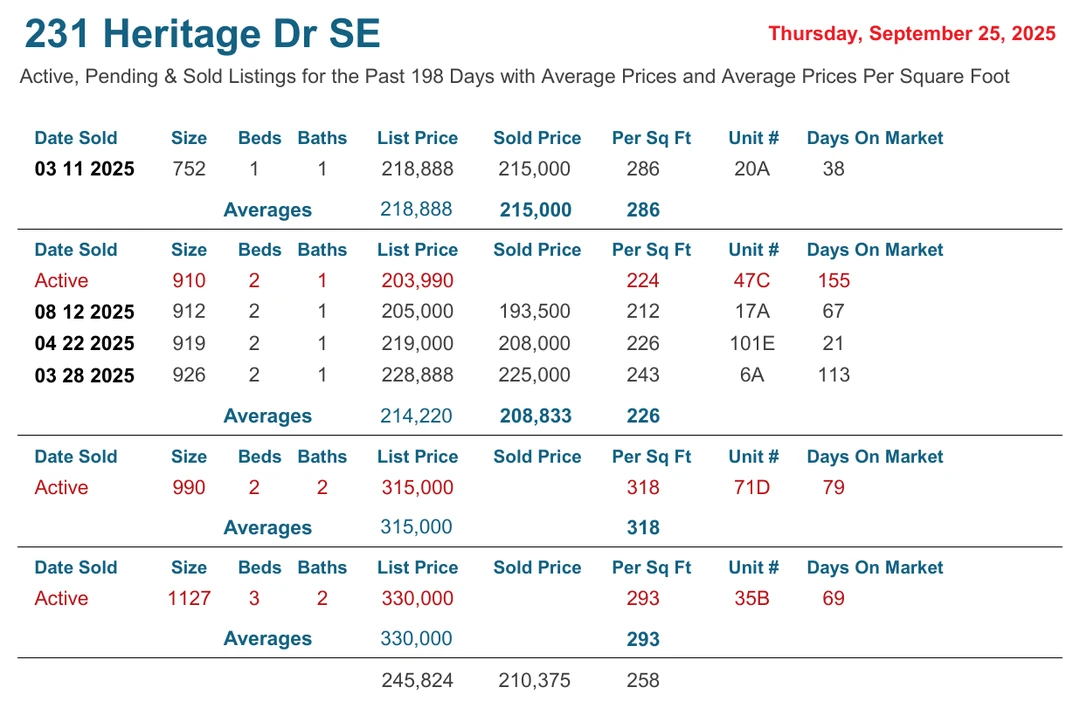 231 Heritage Dr SE
Thursday, September 25, 2025
Active, Pending & Sold Listings for the Past 198 Days with Average Prices and Average Prices Per Square Foot
Date Sold Size Beds Baths List Price Sold Price Per Sq Ft Unit # Days On Market
03 11 2025 752 1 1 218,888 215,000 286 20A 38
Averages 218,888 215,000 286
Date Sold Size Beds Baths List Price Sold Price Per Sq Ft Unit # Days On Market
Active 910 2 1 203,990 224 47C 155
08 12 2025 912 2 1 205,000 193,500 212 17A 67
04 22 2025 919 2 1 219,000 208,000 226 101E 21
03 28 2025 926 2 1 228,888 225,000 243 6A 113
Averages 214,220 208,833 226
Date Sold Size Beds Baths List Price Sold Price Per Sq Ft Unit # Days On Market
Active 990 2 2 315,000 318 71D 79
Averages 315,000 318
Date Sold Size Beds Baths List Price Sold Price Per Sq Ft Unit # Days On Market
Active 1127 3 2 330,000 293 35B 69
Averages 330,000 293
245,824 210,375 258